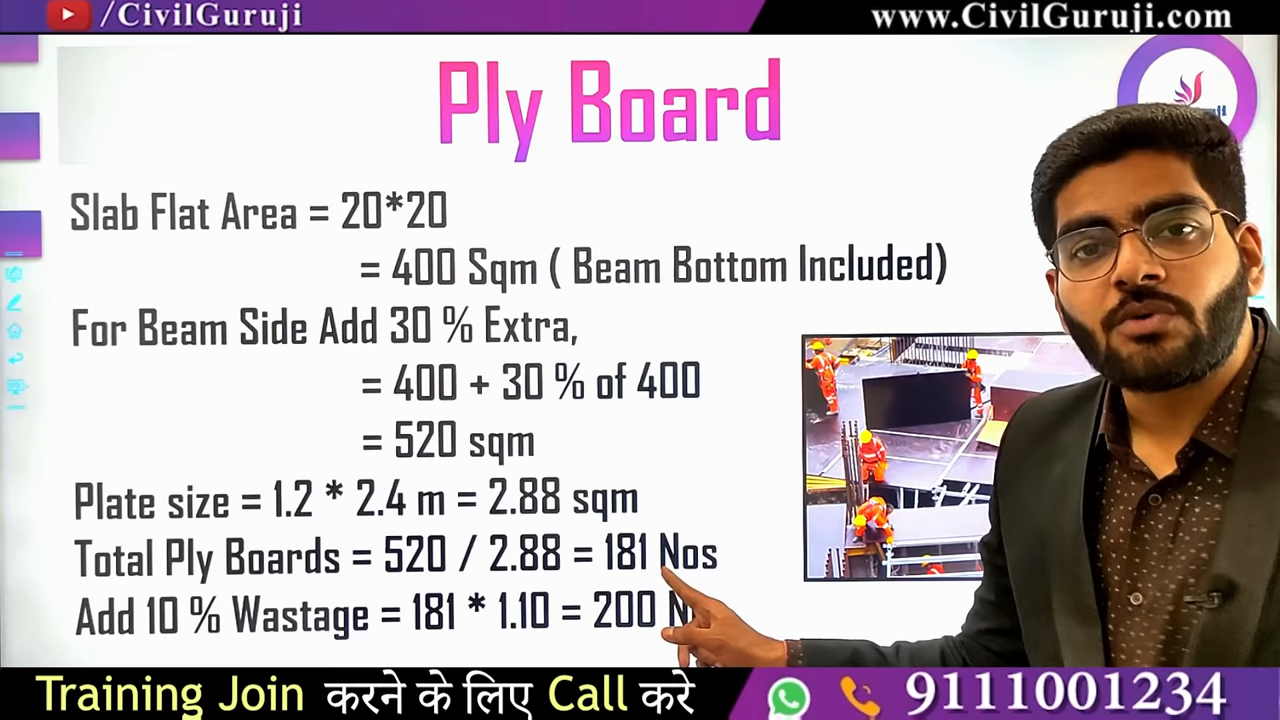 /CivilGuruji
www.CivilGuruji.com
Ply Board
Slab Flat Area = 20*20
= 400 Sqm ( Beam Bottom Included)
For Beam Side Add 30 % Extra,
= 400 + 30 % of 400
= 520 sqm
Plate size = 1.2 * 2.4 m = 2.88 sqm
Total Ply Boards = 520 / 2.88 = 181 Nos
Add 10 % Wastage = 181 * 1.10 = 200
Training Join करने के लिए Call करे
9111001234